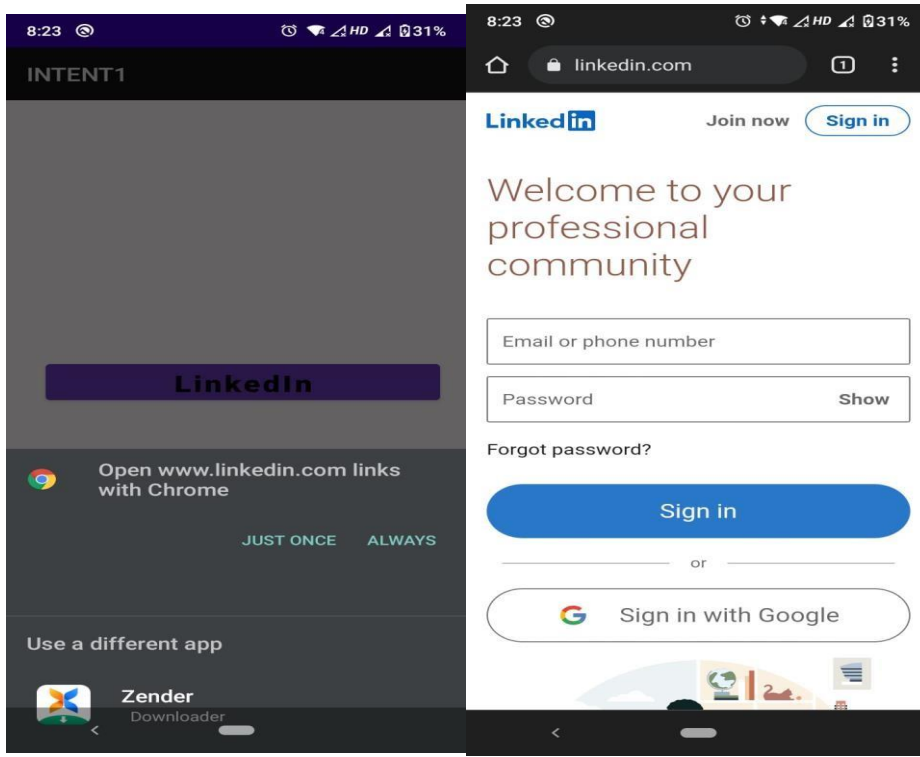 8:23 HD 31%
INTENT1
LinkedIn
Open www.linkedin.com links
with Chrome
JUST ONCE ALWAYS
Use a different app
Zender
Downloader
8:23 HD 31%
linkedin.com 1
Linked in Join now Sign in
Welcome to your
professional
community
Email or phone number
Password Show
Forgot password?
Sign in
or
G Sign in with Google